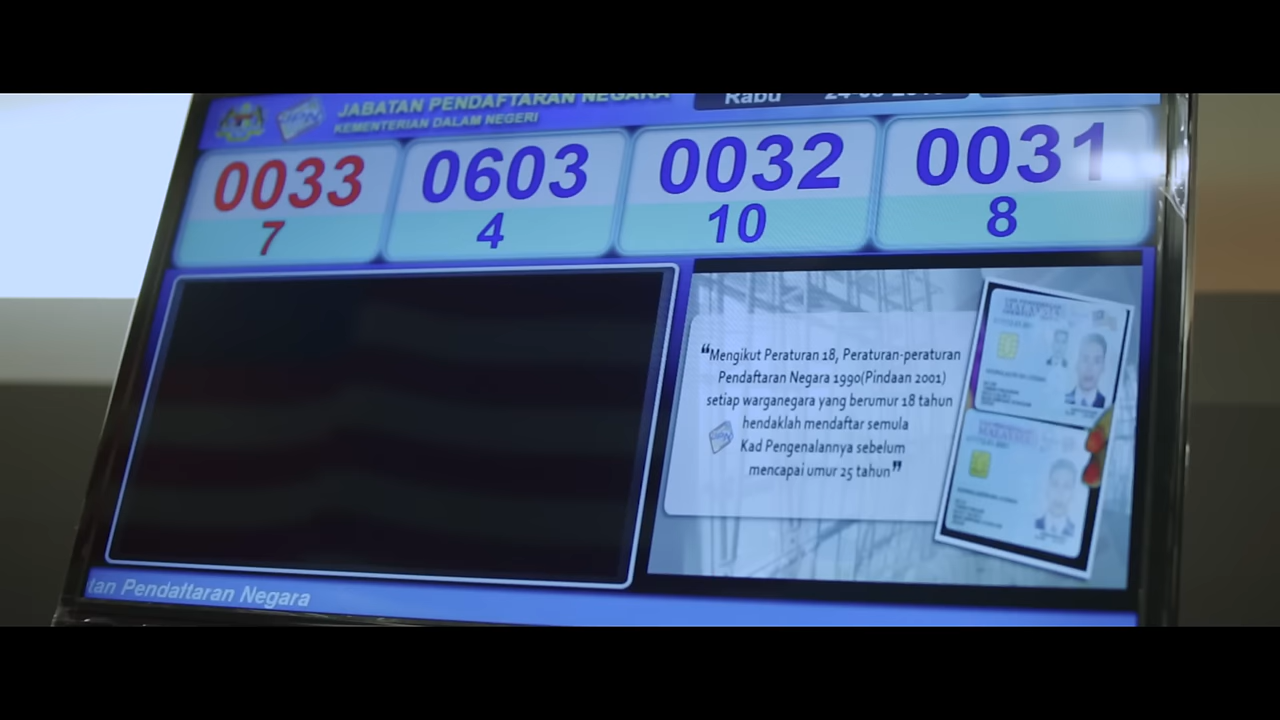 JABATAN PENDAFTARAN NEGARA
KEMENTERIAN DALAM NEGERI
Rabu
0033
7
0603
4
0032
10
0031
8
❝Mengikut Peraturan 18, Peraturan-peraturan
Pendaftaran Negara 1990(Pindaan 2001)
setiap warganegara yang berumur 18 tahun
hendaklah mendaftar semula
Kad Pengenalannya sebelum
mencapai umur 25 tahun❞
MALAYSIA
MALAYSIA
Pendaftaran Negara